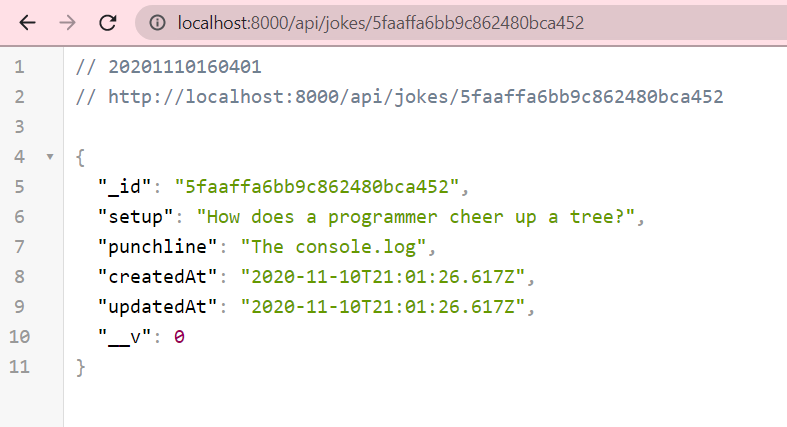 localhost:8000/api/jokes/5faaffa6bb9c862480bca452
1 // 20201110160401
2 // http://localhost:8000/api/jokes/5faaffa6bb9c862480bca452
3
4 {
5 "_id": "5faaffa6bb9c862480bca452",
6 "setup": "How does a programmer cheer up a tree?",
7 "punchline": "The console.log",
8 "createdAt": "2020-11-10T21:01:26.617Z",
9 "updatedAt": "2020-11-10T21:01:26.617Z",
10 "__v": 0
11 }